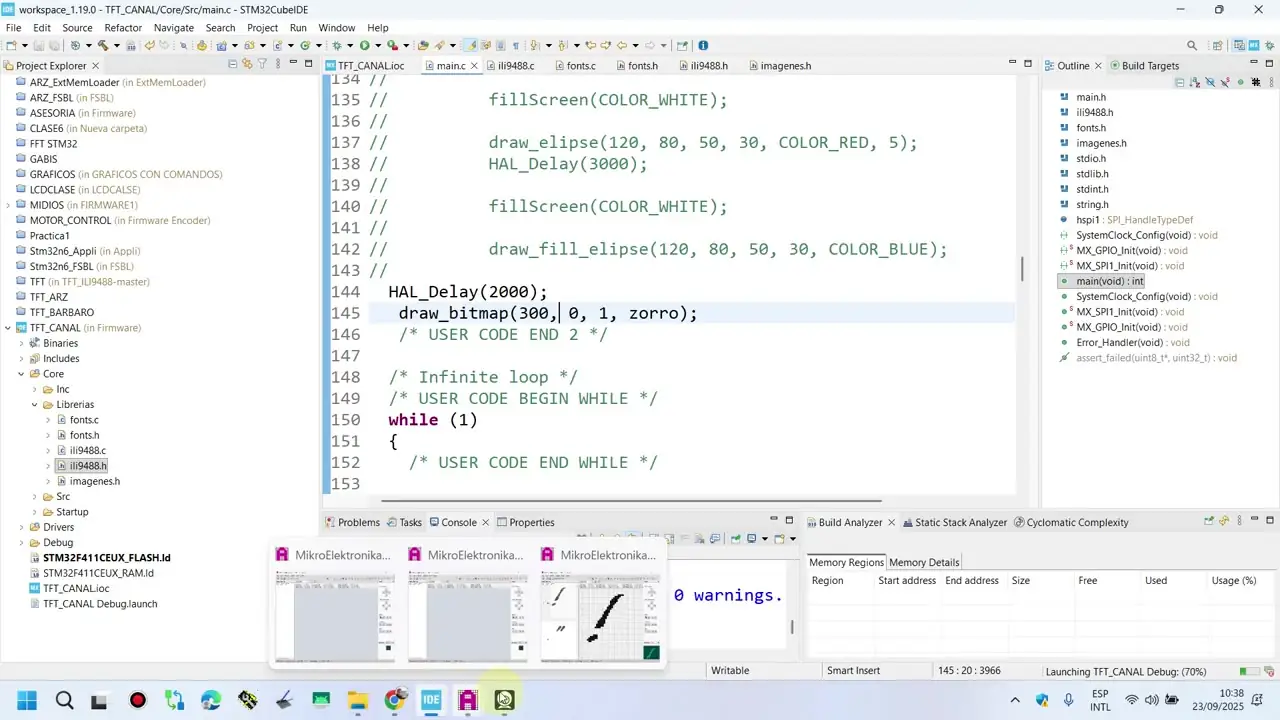 workspace_1.19.0 - TFT_CANAL/Core/Src/main.c - STM32CubeIDE
File Edit Source Refactor Navigate Search Project Run Window Help
Project Explorer
ARZ_ExtMemLoader (in ExtMemLoader)
ARZ_FSBL (in FSBL)
ASESORIA (in Firmware)
CLASE6 (in Nueva carpeta)
FFT STM32
GABIS
GRAFICOS (in GRAFICOS CON COMANDOS)
LCDCLASE (in LCDCALSE)
MIDIOS (in FIRMWARE1)
MOTOR_CONTROL (in Firmware Encoder)
Practica1
Stm32n6_Appli (in Appli)
Stm32n6_FSBL (in FSBL)
TFT (in TFT_ILI9488-master)
TFT_ARZ
TFT_BARBARO
TFT_CANAL (in Firmware)
Binaries
Includes
Core
Inc
Librerias
fonts.c
fonts.h
ili9488.c
ili9488.h
imagenes.h
Src
Startup
Drivers
Debug
STM32F411CEUX_FLASH.ld
STM32F411CEUX_RAM.ld
TFT_CANAL.ioc
TFT_CANAL Debug.launch
TFT_CANAL.ioc main.c ili9488.c fonts.c fonts.h ili9488.h imagenes.h
134 //
135 // fillScreen(COLOR_WHITE);
136 //
137 // draw_elipse(120, 80, 50, 30, COLOR_RED, 5);
138 // HAL_Delay(3000);
139 //
140 // fillScreen(COLOR_WHITE);
141 //
142 // draw_fill_elipse(120, 80, 50, 30, COLOR_BLUE);
143 //
144 HAL_Delay(2000);
145 draw_bitmap(300, 0, 1, zorro);
146 /* USER CODE END 2 */
147
148 /* Infinite loop */
149 /* USER CODE BEGIN WHILE */
150 while (1)
151 {
152 /* USER CODE END WHILE */
153
Outline Build Targets
main.h
ili9488.h
fonts.h
imagenes.h
stdio.h
stdlib.h
stdint.h
string.h
hspi1 : SPI_HandleTypeDef
SystemClock_Config(void) : void
MX_GPIO_Init(void) : void
MX_SPI1_Init(void) : void
main(void) : int
SystemClock_Config(void) : void
MX_SPI1_Init(void) : void
MX_GPIO_Init(void) : void
Error_Handler(void) : void
assert_failed(uint8_t*, uint32_t) : void
Problems Tasks Console Properties
0 warnings.
MikroElektronika... MikroElektronika... MikroElektronika...
Build Analyzer Static Stack Analyzer Cyclomatic Complexity
Memory Regions Memory Details
Region Start address End address Size Free Used Usage (%)
Writable Smart Insert 145 : 20 : 3966 Launching TFT_CANAL Debug: (70%)
IDE
ESP
INTL
10:38
23/09/2025